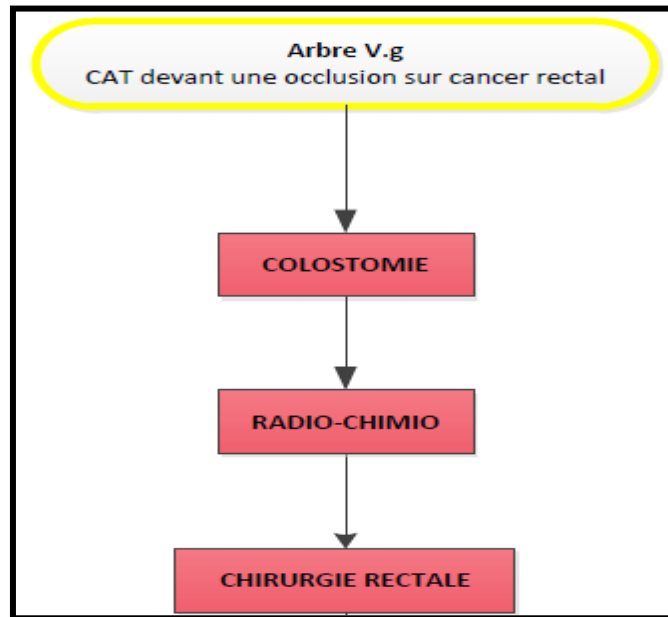 Arbre V.g
CAT devant une occlusion sur cancer rectal
COLOSTOMIE
RADIO-CHIMIO
CHIRURGIE RECTALE